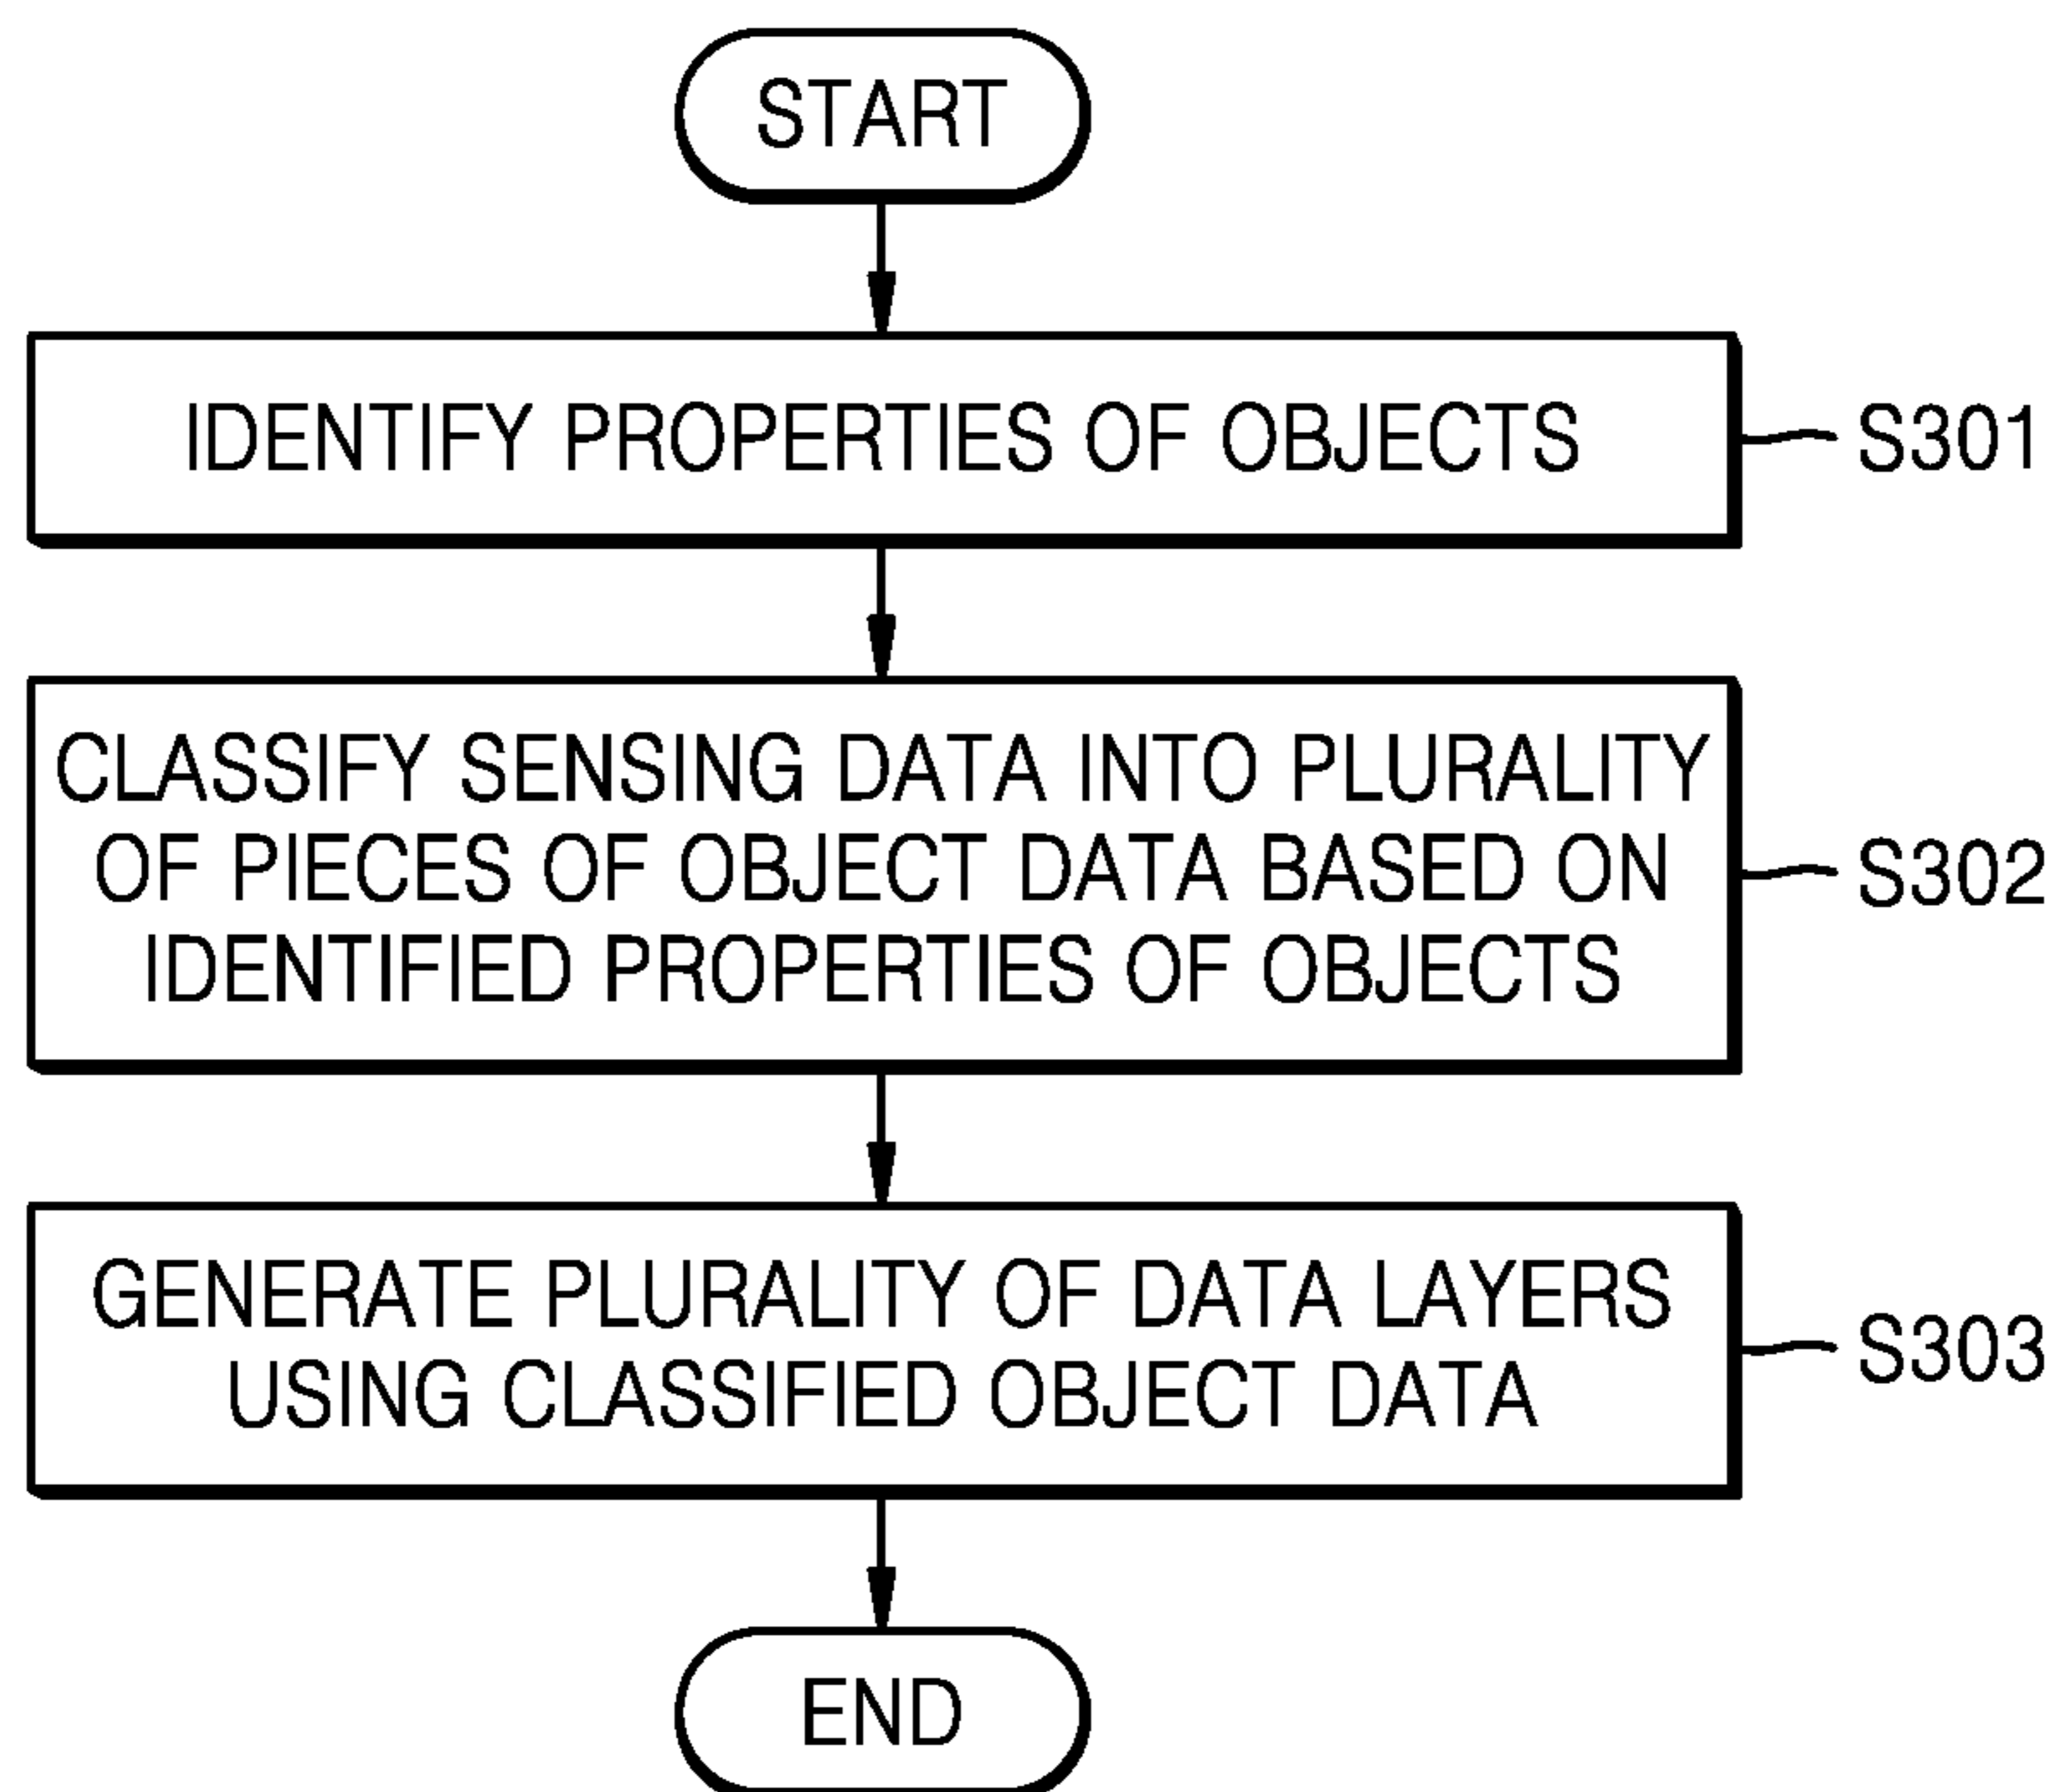 START
IDENTIFY PROPERTIES OF OBJECTS
S301
CLASSIFY SENSING DATA INTO PLURALITY
OF PIECES OF OBJECT DATA BASED ON
IDENTIFIED PROPERTIES OF OBJECTS
S302
GENERATE PLURALITY OF DATA LAYERS
USING CLASSIFIED OBJECT DATA
S303
END